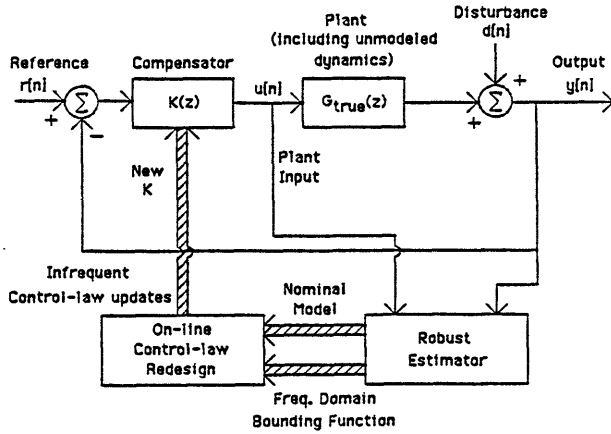 Plant
(including unmodeled
dynamics)
Disturbance
d[n]
Reference
r[n]
Compensator
Output
y[n]
Σ
K(z)
u[n]
G_true(z)
Σ
+
−
+
+
New
K
Plant
Input
Infrequent
Control-law updates
Nominal
Model
On-line
Control-law
Redesign
Robust
Estimator
Freq. Domain
Bounding Function